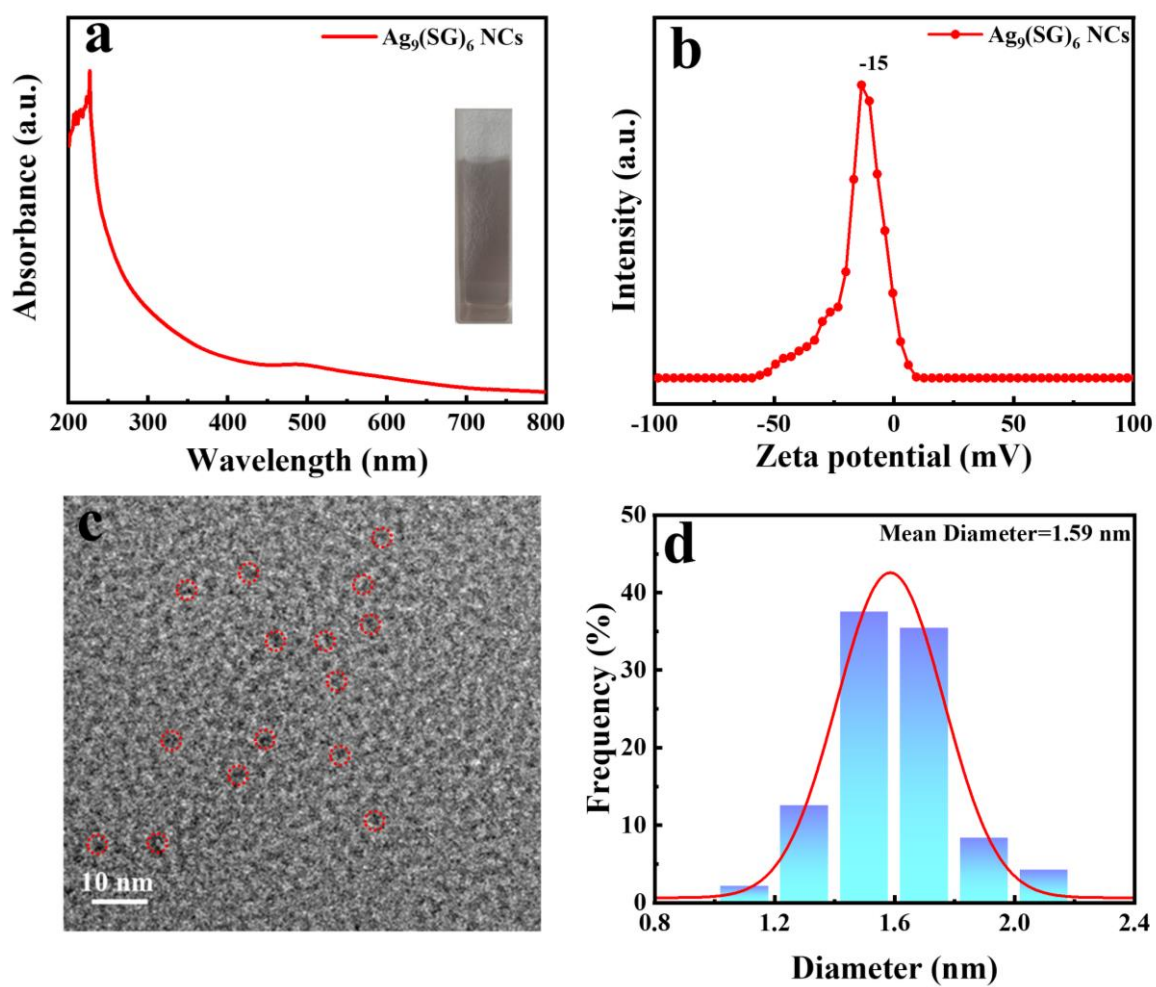 a
Ag₉(SG)₆ NCs
Absorbance (a.u.)
200 300 400 500 600 700 800
Wavelength (nm)
b
Ag₉(SG)₆ NCs
-15
Intensity (a.u.)
-100 -50 0 50 100
Zeta potential (mV)
c
10 nm
d
Mean Diameter=1.59 nm
Frequency (%)
50
40
30
20
10
0
0.8 1.2 1.6 2.0 2.4
Diameter (nm)